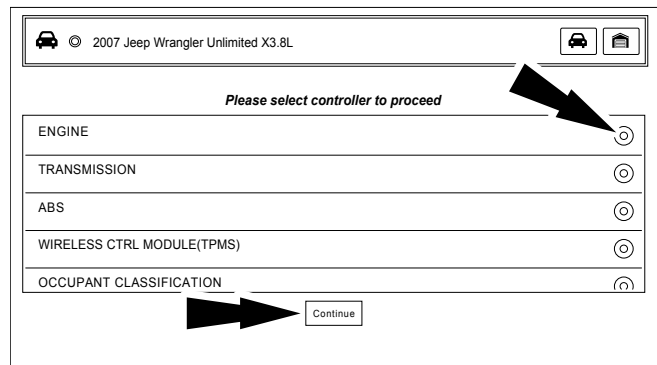 2007 Jeep Wrangler Unlimited X3.8L
Please select controller to proceed
ENGINE
TRANSMISSION
ABS
WIRELESS CTRL MODULE(TPMS)
OCCUPANT CLASSIFICATION
Continue